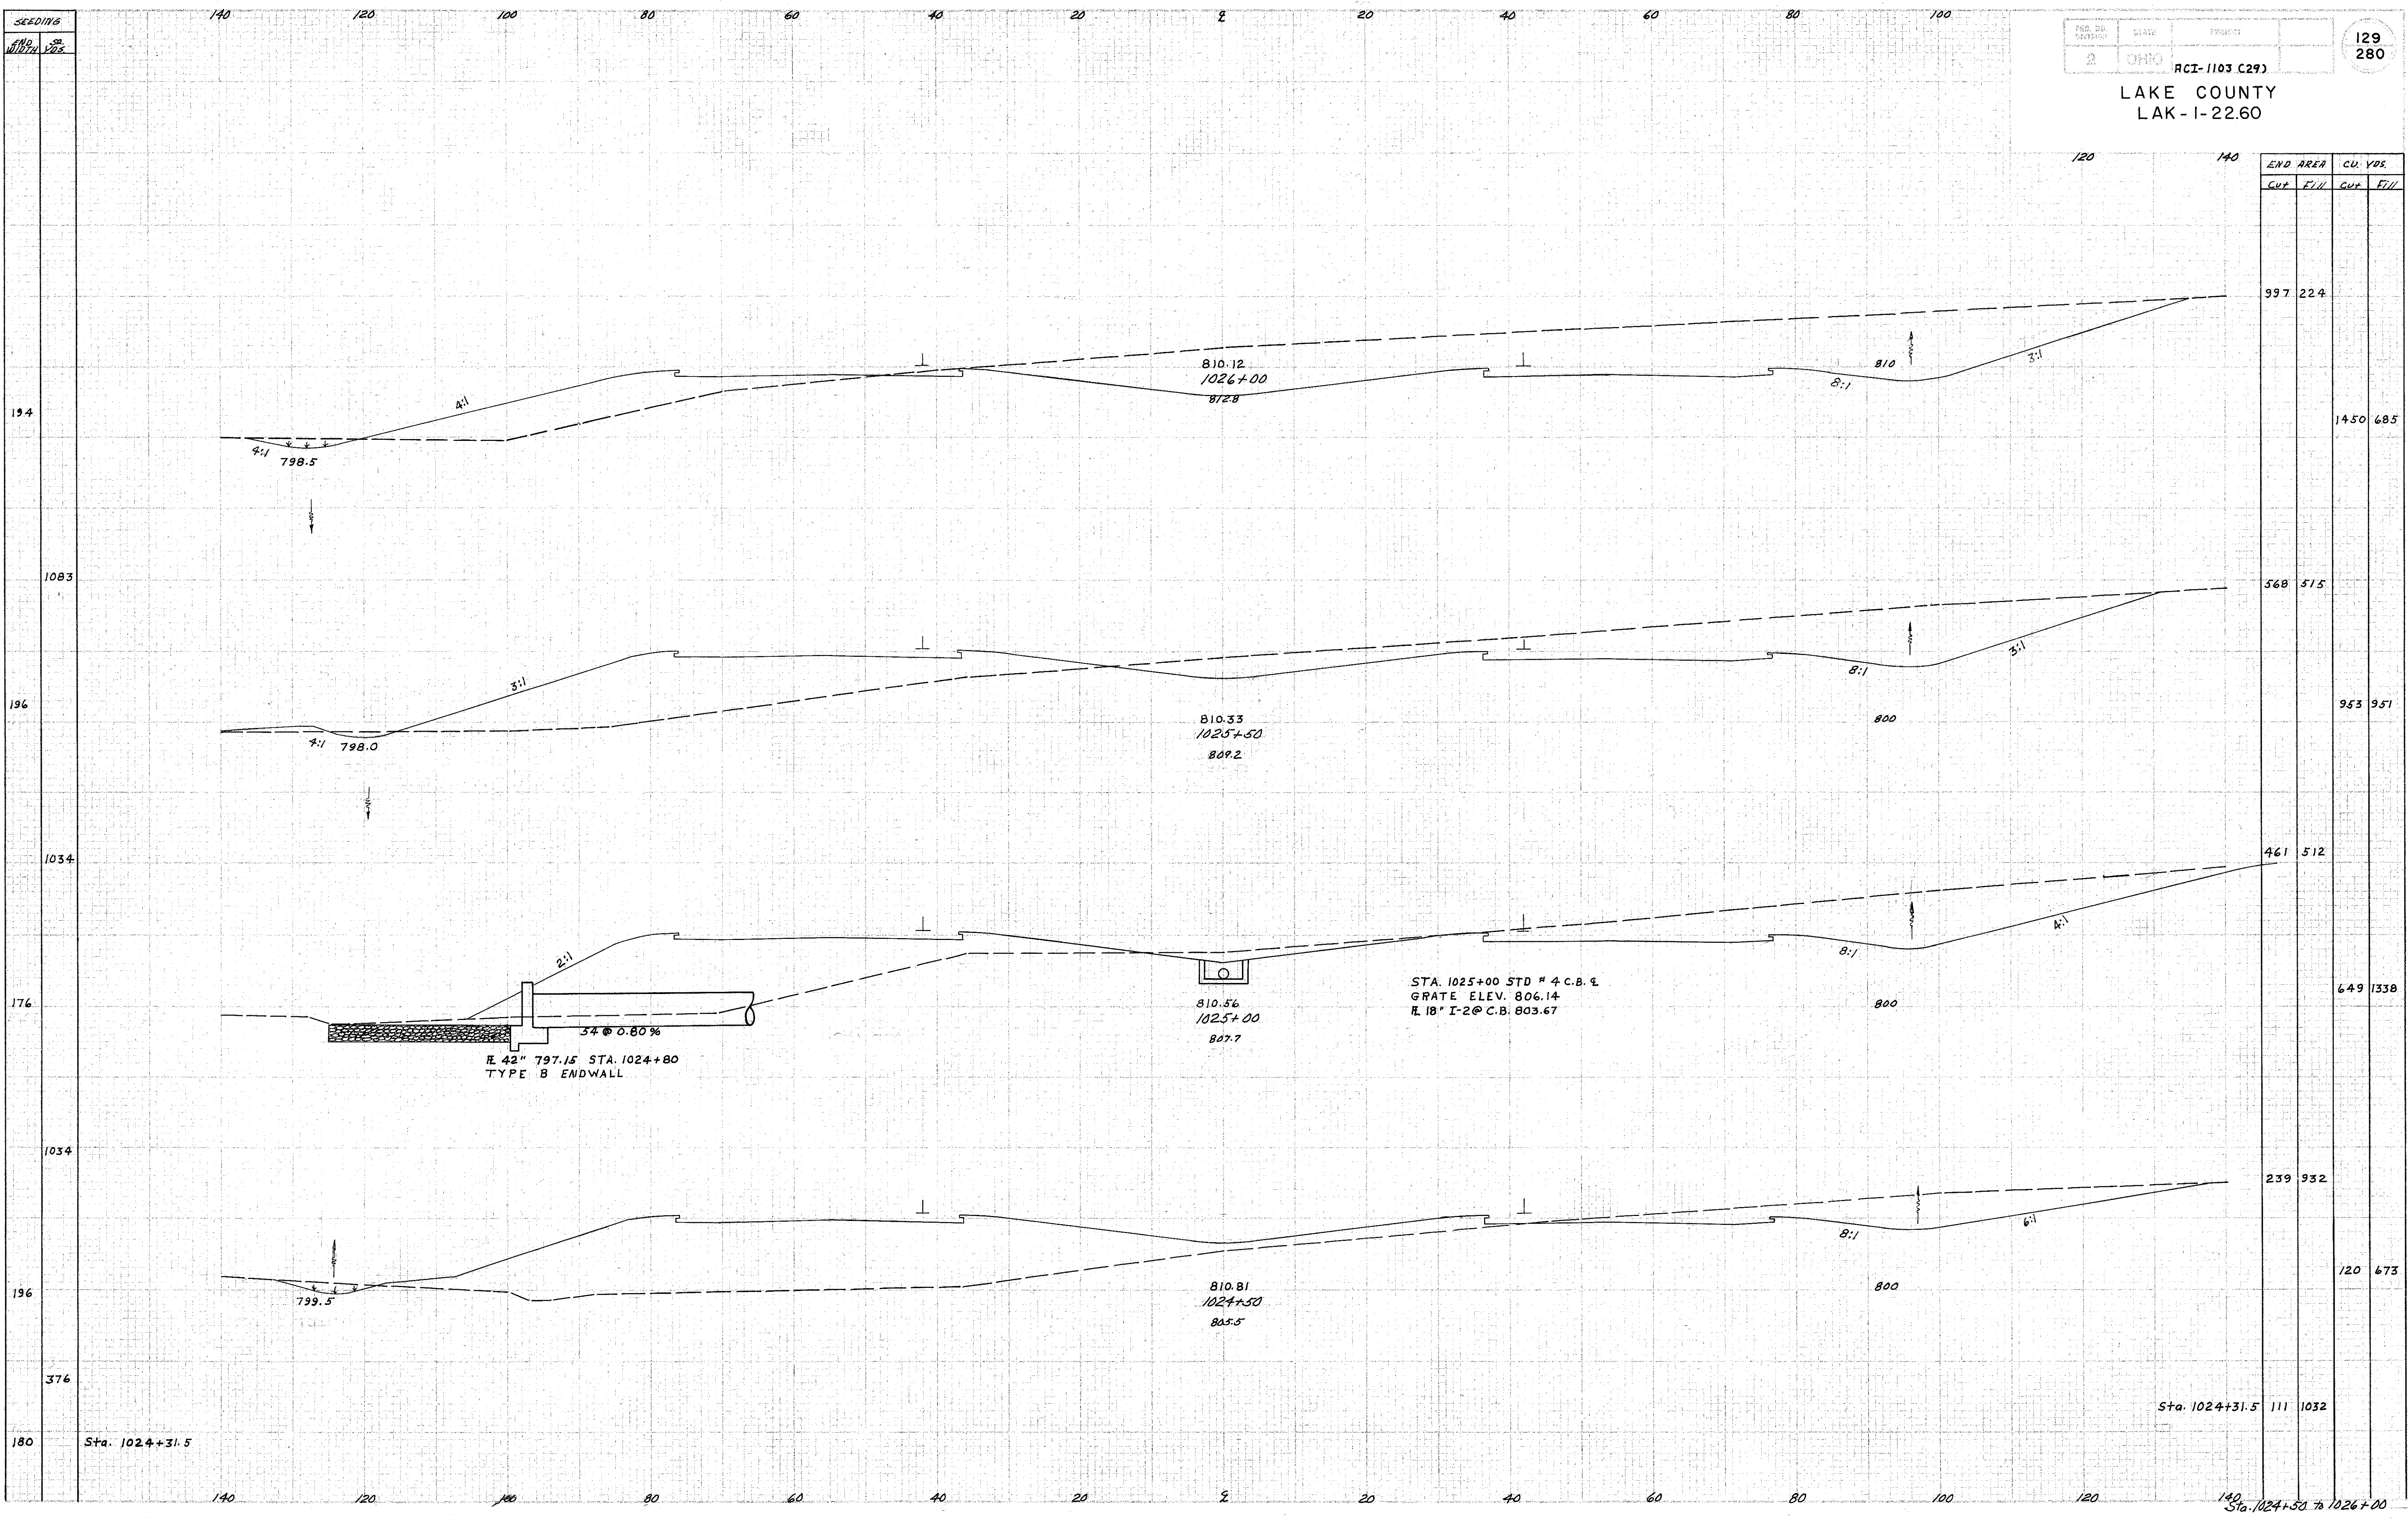 SEEDING
END WIDTH SQ. YDS.
140 120 100 80 60 40 20 ℄ 20 40 60 80 100
FED. RD. DIVISION STATE PROJECT
2 OHIO
ACI-1103 (29)
129
280
LAKE COUNTY
LAK-1-22.60
120 140
END AREA CU. YDS.
Cut Fill Cut Fill
997 224
810.12
1026+00
812.8
810
3:1
8:1
4:1
194
1450 685
4:1
798.5
1083
568 515
3:1
3:1
8:1
196
953 951
810.33
1025+50
809.2
800
4:1 798.0
1034
461 512
2:1
4:1
8:1
STA. 1025+00 STD # 4 C.B. ℄
GRATE ELEV. 806.14
℄ 18" I-2 @ C.B. 803.67
176
649 1338
810.56
1025+00
807.7
800
54 @ 0.80 %
42" 797.15 STA. 1024+80
TYPE B ENDWALL
1034
239 932
6:1
8:1
120 673
196
799.5
810.81
1024+50
805.5
800
376
Sta. 1024+31.5 111 1032
180 Sta. 1024+31.5
140 120 100 80 60 40 20 ℄ 20 40 60 80 100 120 140
Sta. 1024+50 to 1026+00